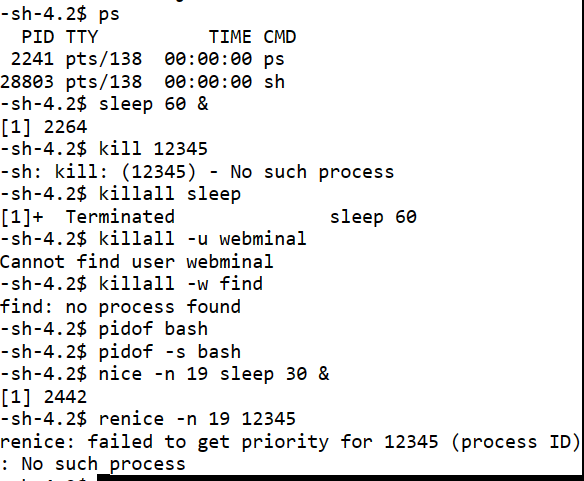 -sh-4.2$ ps
  PID TTY          TIME CMD
 2241 pts/138  00:00:00 ps
28803 pts/138  00:00:00 sh
-sh-4.2$ sleep 60 &
[1] 2264
-sh-4.2$ kill 12345
-sh: kill: (12345) - No such process
-sh-4.2$ killall sleep
[1]+  Terminated              sleep 60
-sh-4.2$ killall -u webminal
Cannot find user webminal
-sh-4.2$ killall -w find
find: no process found
-sh-4.2$ pidof bash
-sh-4.2$ pidof -s bash
-sh-4.2$ nice -n 19 sleep 30 &
[1] 2442
-sh-4.2$ renice -n 19 12345
renice: failed to get priority for 12345 (process ID)
: No such process